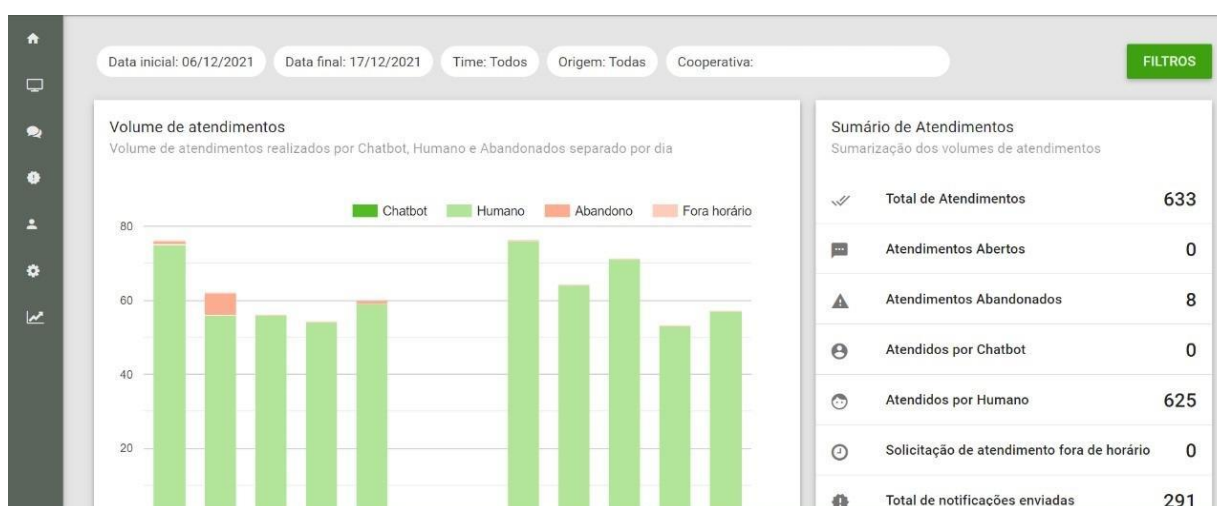 Data inicial: 06/12/2021 Data final: 17/12/2021 Time: Todos Origem: Todas Cooperativa: FILTROS
Volume de atendimentos
Volume de atendimentos realizados por Chatbot, Humano e Abandonados separado por dia
Chatbot Humano Abandono Fora horário
80
60
40
20
Sumário de Atendimentos
Sumarização dos volumes de atendimentos
Total de Atendimentos 633
Atendimentos Abertos 0
Atendimentos Abandonados 8
Atendidos por Chatbot 0
Atendidos por Humano 625
Solicitação de atendimento fora de horário 0
Total de notificações enviadas 291